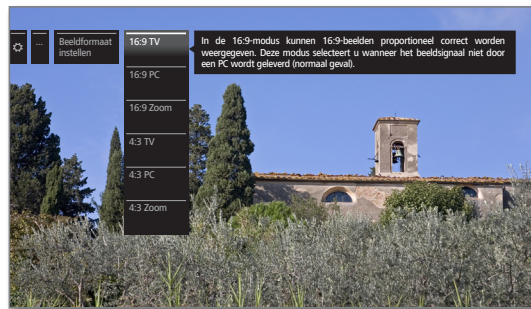 ...
Beeldformaat
instellen
16:9 TV
16:9 PC
16:9 Zoom
4:3 TV
4:3 PC
4:3 Zoom
In de 16:9-modus kunnen 16:9-beelden proportioneel correct worden
weergegeven. Deze modus selecteert u wanneer het beeldsignaal niet door
een PC wordt geleverd (normaal geval).